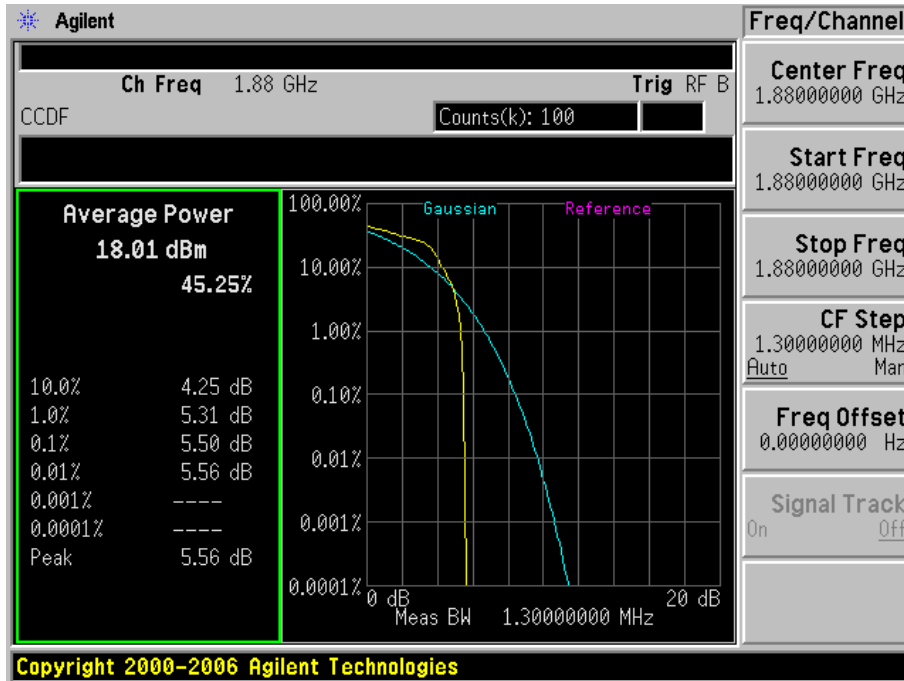 Agilent
Freq/Channel
Ch Freq 1.88 GHz Trig RF B
CCDF Counts(k): 100
Average Power
18.01 dBm
45.25%
10.0% 4.25 dB
1.0% 5.31 dB
0.1% 5.50 dB
0.01% 5.56 dB
0.001% ----
0.0001% ----
Peak 5.56 dB
Gaussian Reference
100.00%
10.00%
1.00%
0.10%
0.01%
0.001%
0.0001%
0 dB 20 dB
Meas BW 1.30000000 MHz
Center Freq
1.88000000 GHz
Start Freq
1.88000000 GHz
Stop Freq
1.88000000 GHz
CF Step
1.30000000 MHz
Auto Man
Freq Offset
0.00000000 Hz
Signal Track
On Off
Copyright 2000-2006 Agilent Technologies